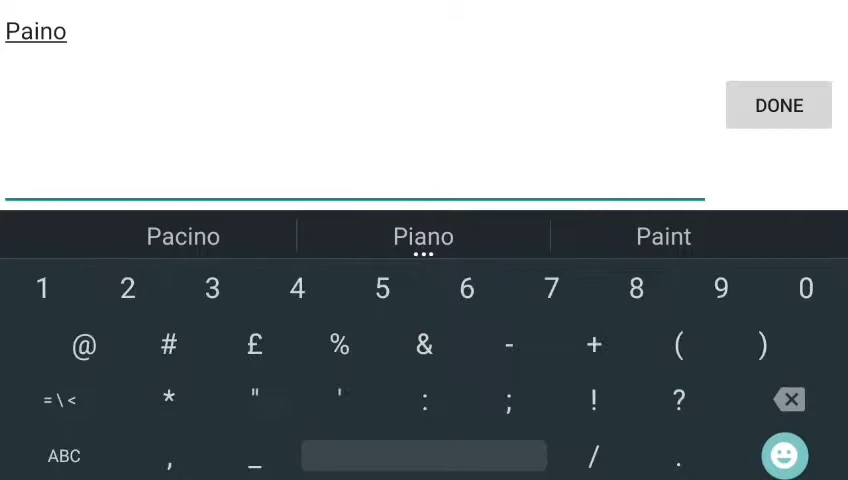 Paino
DONE
Pacino Piano Paint
1 2 3 4 5 6 7 8 9 0
@ # £ % & - + ( )
= \ < * " ' : ; ! ?
ABC , _ / .